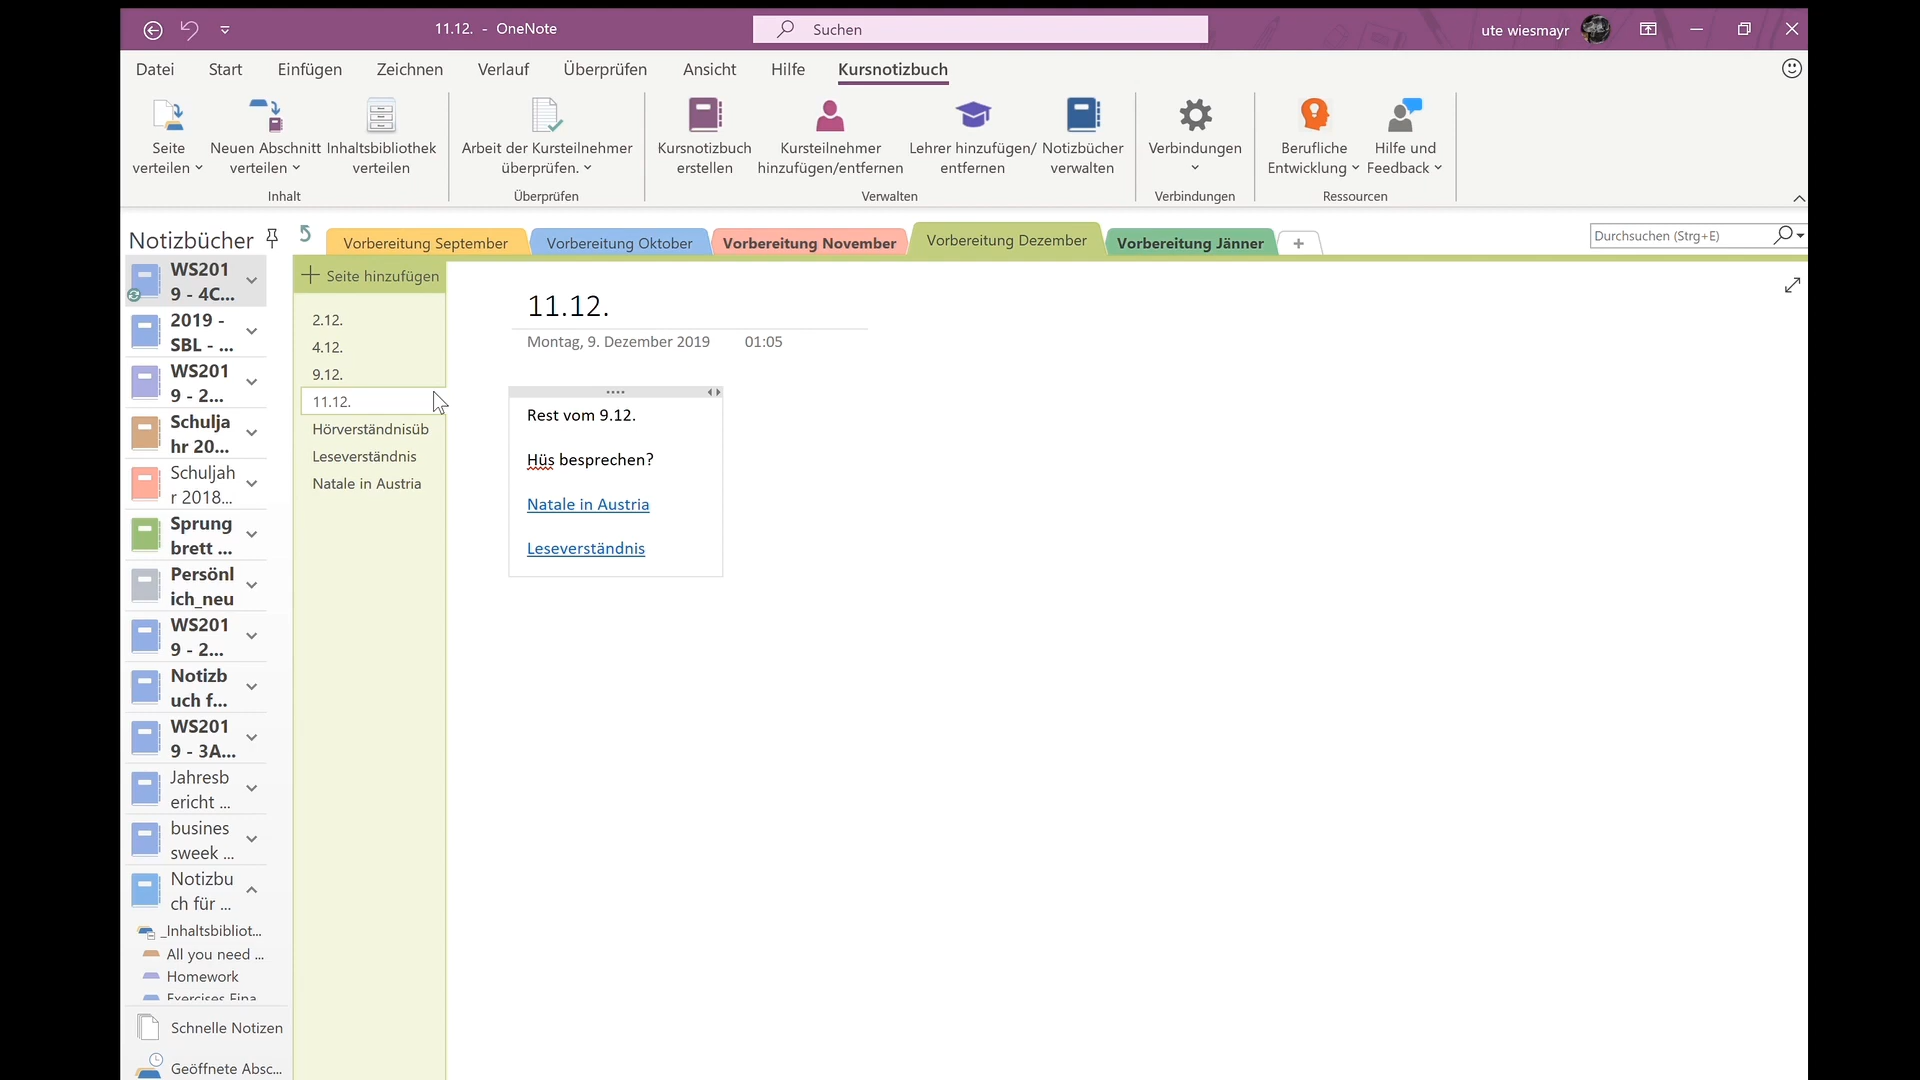 11.12. - OneNote
Suchen
ute wiesmayr
Datei Start Einfügen Zeichnen Verlauf Überprüfen Ansicht Hilfe Kursnotizbuch
Seite verteilen
Neuen Abschnitt verteilen
Inhaltsbibliothek verteilen
Inhalt
Arbeit der Kursteilnehmer überprüfen.
Überprüfen
Kursnotizbuch erstellen
Kursteilnehmer hinzufügen/entfernen
Lehrer hinzufügen/ entfernen
Notizbücher verwalten
Verwalten
Verbindungen
Verbindungen
Berufliche Entwicklung
Hilfe und Feedback
Ressourcen
Notizbücher
Vorbereitung September
Vorbereitung Oktober
Vorbereitung November
Vorbereitung Dezember
Vorbereitung Jänner
Durchsuchen (Strg+E)
WS201
9 - 4C...
2019 -
SBL - ...
WS201
9 - 2...
Schulja
hr 20...
Schuljah
r 2018...
Sprung
brett ...
Persönl
ich_neu
WS201
9 - 2...
Notizb
uch f...
WS201
9 - 3A...
Jahresb
ericht ...
busines
sweek ...
Notizbu
ch für ...
_Inhaltsbibliot...
All you need ...
Homework
Exercises Fina
Schnelle Notizen
Geöffnete Absc...
Seite hinzufügen
2.12.
4.12.
9.12.
11.12.
Hörverständnisüb
Leseverständnis
Natale in Austria
11.12.
Montag, 9. Dezember 2019 01:05
Rest vom 9.12.
Hüs besprechen?
Natale in Austria
Leseverständnis